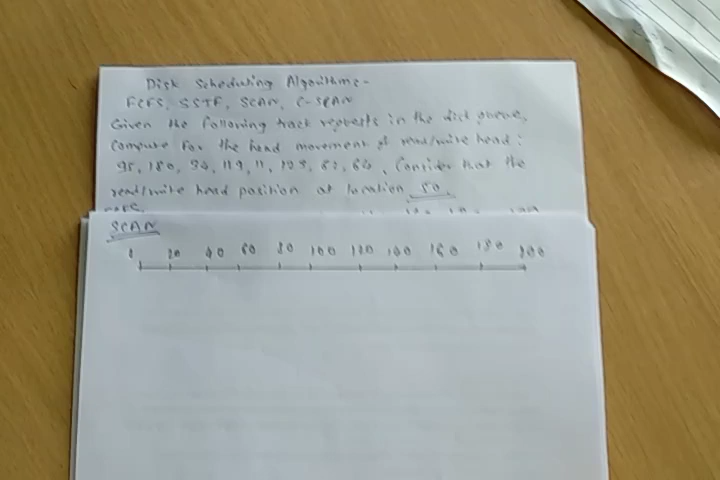 Disk Scheduling Algorithms-
FCFS, SSTF, SCAN, C-SCAN
Given the following track requests in the disk queue,
compute for the head movement of read/write head:
95, 180, 34, 119, 11, 123, 62, 64. Consider that the
read/write head position at location 50.
FCFS
SCAN
20 40 60 80 100 120 140 160 180 200